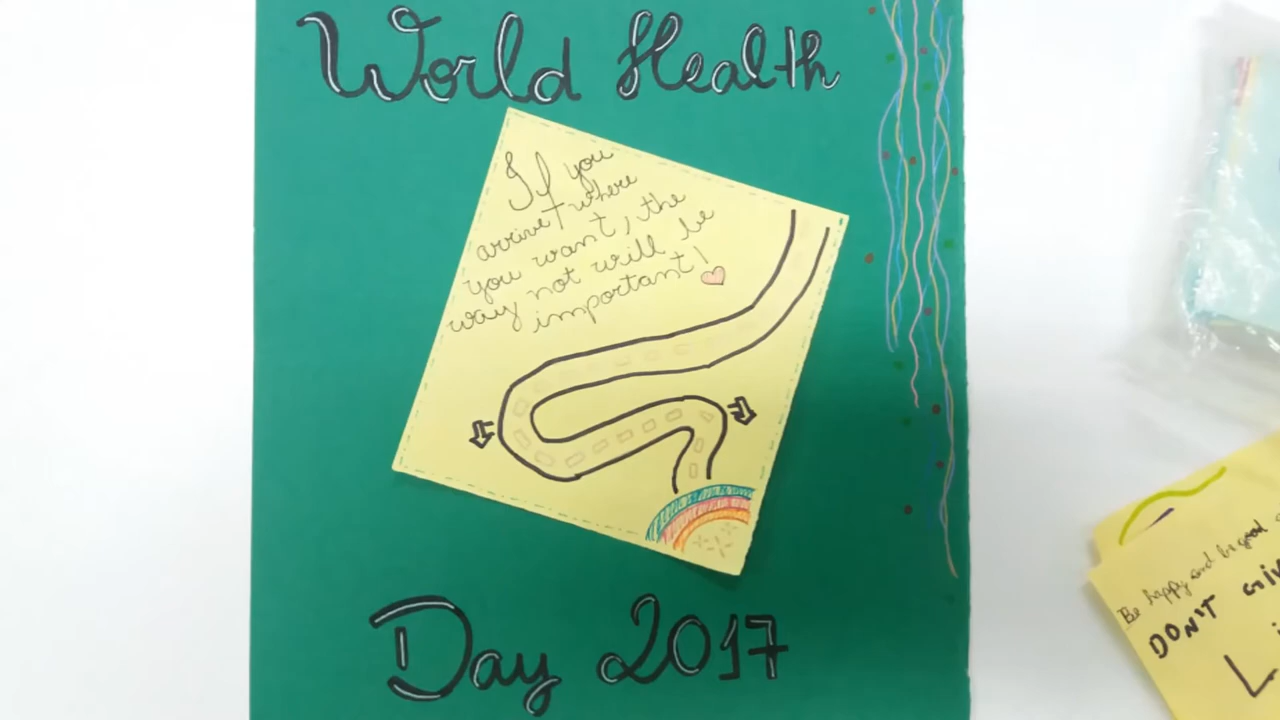 World Health
If you
arrive where
you want, the
way not will be
important!
Day 2017
Be happy and be good
DON'T